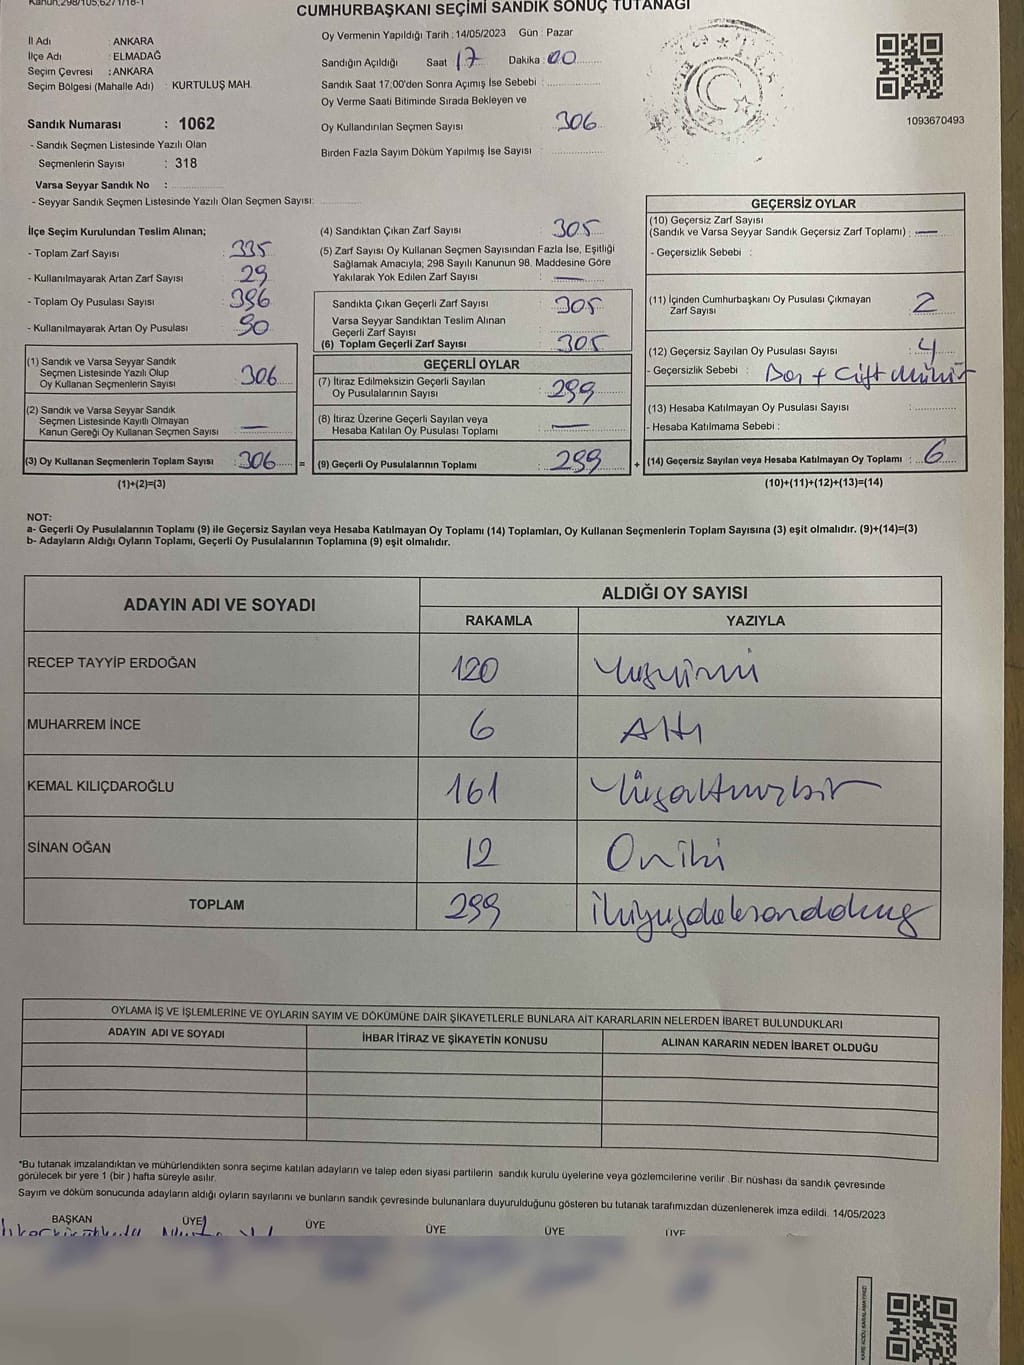 CUMHURBAŞKANI SEÇİMİ SANDIK SONUÇ TUTANAĞI
İl Adı : ANKARA
İlçe Adı : ELMADAĞ
Seçim Çevresi : ANKARA
Seçim Bölgesi (Mahalle Adı) : KURTULUŞ MAH.
Sandık Numarası : 1062
- Sandık Seçmen Listesinde Yazılı Olan
Seçmenlerin Sayısı : 318
Varsa Seyyar Sandık No :
- Seyyar Sandık Seçmen Listesinde Yazılı Olan Seçmen Sayısı:
Oy Vermenin Yapıldığı Tarih : 14/05/2023 Gün : Pazar
Sandığın Açıldığı Saat 17 Dakika : 00
Sandık Saat 17:00'den Sonra Açımış İse Sebebi :
Oy Verme Saati Bitiminde Sırada Bekleyen ve
Oy Kullandırılan Seçmen Sayısı 306
Birden Fazla Sayım Döküm Yapılmış İse Sayısı
1093670493
İlçe Seçim Kurulundan Teslim Alınan;
- Toplam Zarf Sayısı : 335
- Kullanılmayarak Artan Zarf Sayısı : 29
- Toplam Oy Pusulası Sayısı : 396
- Kullanılmayarak Artan Oy Pusulası : 90
(1) Sandık ve Varsa Seyyar Sandık
Seçmen Listesinde Yazılı Olup
Oy Kullanan Seçmenlerin Sayısı : 306
(2) Sandık ve Varsa Seyyar Sandık
Seçmen Listesinde Kayıtlı Olmayan
Kanun Gereği Oy Kullanan Seçmen Sayısı : —
(3) Oy Kullanan Seçmenlerin Toplam Sayısı : 306 =
(1)+(2)=(3)
(4) Sandıktan Çıkan Zarf Sayısı : 305
(5) Zarf Sayısı Oy Kullanan Seçmen Sayısından Fazla İse, Eşitliği
Sağlamak Amacıyla; 298 Sayılı Kanunun 98. Maddesine Göre
Yakılarak Yok Edilen Zarf Sayısı : —
Sandıkta Çıkan Geçerli Zarf Sayısı : 305
Varsa Seyyar Sandıktan Teslim Alınan
Geçerli Zarf Sayısı :
(6) Toplam Geçerli Zarf Sayısı : 305
GEÇERLİ OYLAR
(7) İtiraz Edilmeksizin Geçerli Sayılan
Oy Pusulalarının Sayısı : 299
(8) İtiraz Üzerine Geçerli Sayılan veya
Hesaba Katılan Oy Pusulası Toplamı : —
(9) Geçerli Oy Pusulalarının Toplamı : 299 +
GEÇERSİZ OYLAR
(10) Geçersiz Zarf Sayısı
(Sandık ve Varsa Seyyar Sandık Geçersiz Zarf Toplamı) : —
- Geçersizlik Sebebi :
(11) İçinden Cumhurbaşkanı Oy Pusulası Çıkmayan
Zarf Sayısı : 2
(12) Geçersiz Sayılan Oy Pusulası Sayısı : 4
- Geçersizlik Sebebi : + Çift Mühür
(13) Hesaba Katılmayan Oy Pusulası Sayısı :
- Hesaba Katılmama Sebebi :
(14) Geçersiz Sayılan veya Hesaba Katılmayan Oy Toplamı : 6
(10)+(11)+(12)+(13)=(14)
NOT:
a- Geçerli Oy Pusulalarının Toplamı (9) ile Geçersiz Sayılan veya Hesaba Katılmayan Oy Toplamı (14) Toplamları, Oy Kullanan Seçmenlerin Toplam Sayısına (3) eşit olmalıdır. (9)+(14)=(3)
b- Adayların Aldığı Oyların Toplamı, Geçerli Oy Pusulalarının Toplamına (9) eşit olmalıdır.
ADAYIN ADI VE SOYADI
ALDIĞI OY SAYISI
RAKAMLA YAZIYLA
RECEP TAYYİP ERDOĞAN 120 Yüzyirmi
MUHARREM İNCE 6 Altı
KEMAL KILIÇDAROĞLU 161 Yüzaltmışbir
SİNAN OĞAN 12 Oniki
TOPLAM 299 İkiyüzdoksandokuz
OYLAMA İŞ VE İŞLEMLERİNE VE OYLARIN SAYIM VE DÖKÜMÜNE DAİR ŞİKAYETLERLE BUNLARA AİT KARARLARIN NELERDEN İBARET BULUNDUKLARI
ADAYIN ADI VE SOYADI İHBAR İTİRAZ VE ŞİKAYETİN KONUSU ALINAN KARARIN NEDEN İBARET OLDUĞU
*Bu tutanak imzalandıktan ve mühürlendikten sonra seçime katılan adayların ve talep eden siyasi partilerin sandık kurulu üyelerine veya gözlemcilerine verilir. Bir nüshası da sandık çevresinde
görülecek bir yere 1 (bir ) hafta süreyle asılır.
Sayım ve döküm sonucunda adayların aldığı oyların sayılarını ve bunların sandık çevresinde bulunanlara duyurulduğunu gösteren bu tutanak tarafımızdan düzenlenerek imza edildi. 14/05/2023
BAŞKAN ÜYE ÜYE ÜYE ÜYE ÜYE